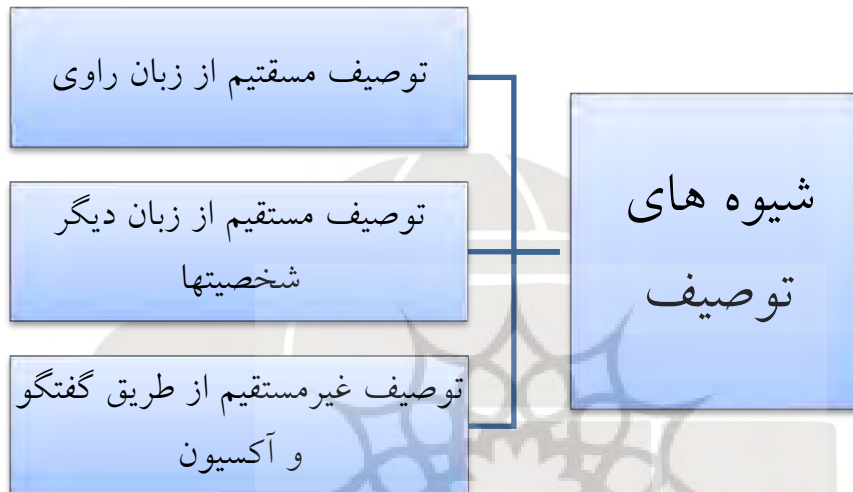 شیوه های
توصیف
توصیف مسقتیم از زبان راوی
توصیف مستقیم از زبان دیگر
شخصیتها
توصیف غیرمستقیم از طریق گفتگو
و آکسیون